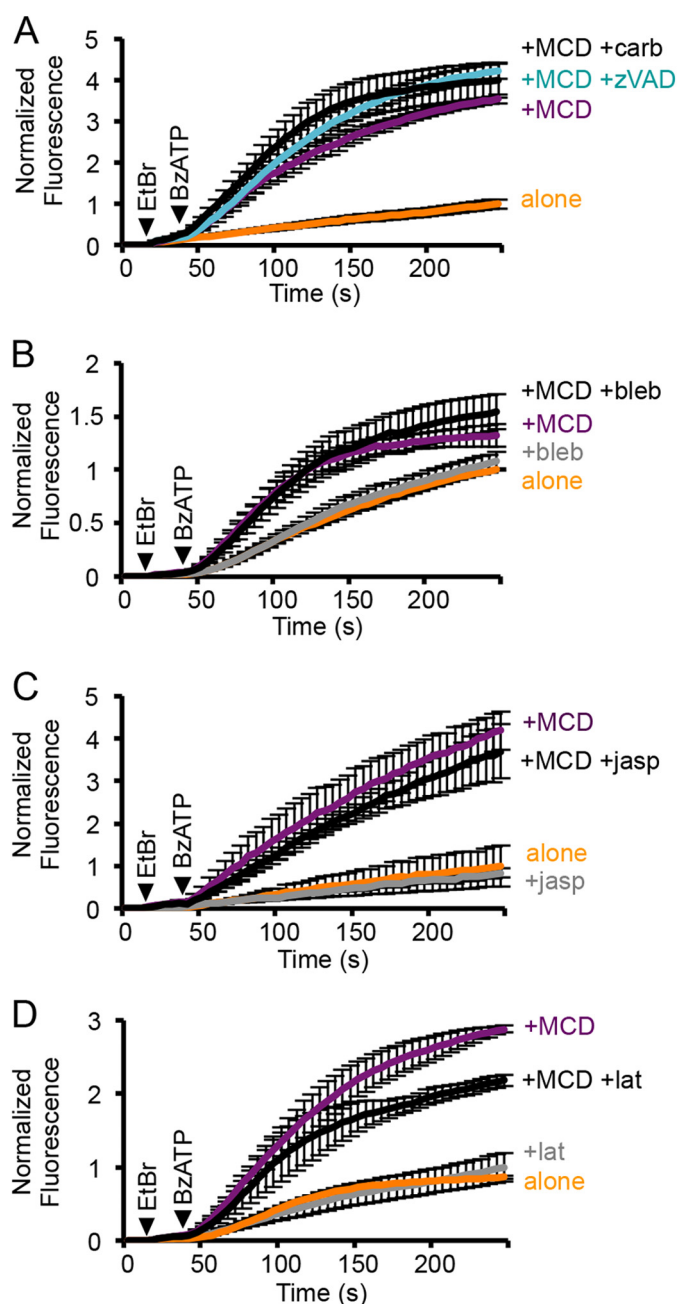 A
Normalized
Fluorescence
5
4
3
2
1
0
EtBr
BzATP
+MCD +carb
+MCD +zVAD
+MCD
alone
0 50 100 150 200
Time (s)
B
Normalized
Fluorescence
2
1.5
1
0.5
0
EtBr
BzATP
+MCD +bleb
+MCD
+bleb
alone
0 50 100 150 200
Time (s)
C
Normalized
Fluorescence
5
4
3
2
1
0
EtBr
BzATP
+MCD
+MCD +jasp
alone
+jasp
0 50 100 150 200
Time (s)
D
Normalized
Fluorescence
3
2
1
0
EtBr
BzATP
+MCD
+MCD +lat
+lat
alone
0 50 100 150 200
Time (s)